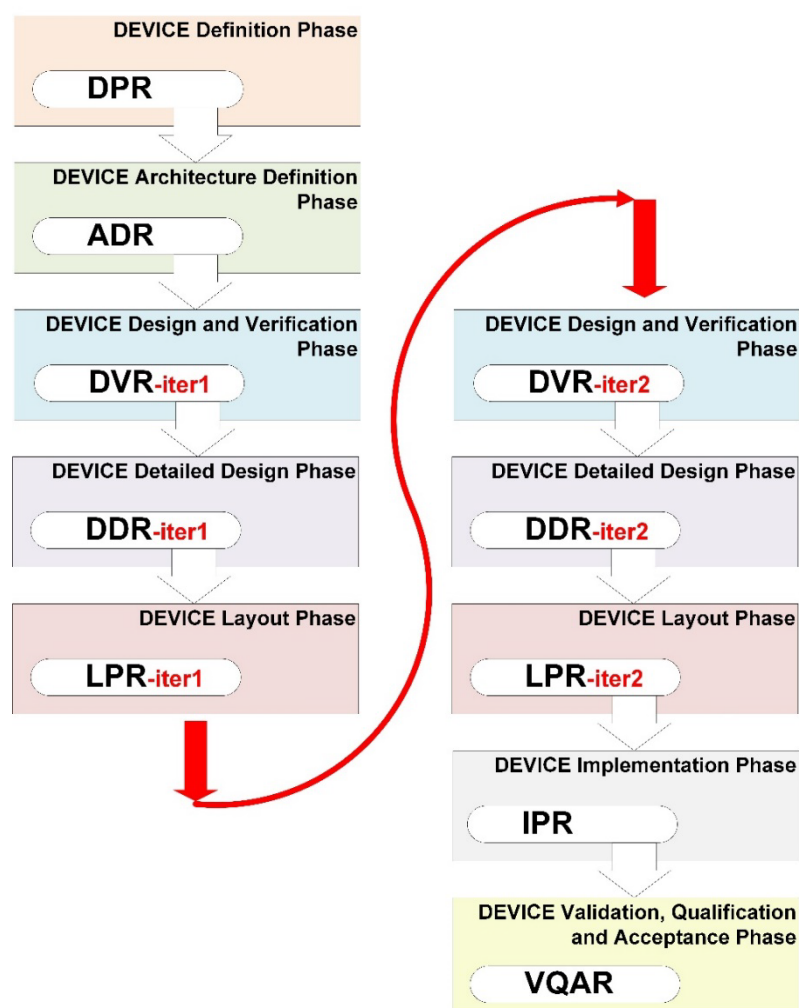 DEVICE Definition Phase
DPR
DEVICE Architecture Definition
Phase
ADR
DEVICE Design and Verification
Phase
DVR-iter1
DEVICE Detailed Design Phase
DDR-iter1
DEVICE Layout Phase
LPR-iter1
DEVICE Design and Verification
Phase
DVR-iter2
DEVICE Detailed Design Phase
DDR-iter2
DEVICE Layout Phase
LPR-iter2
DEVICE Implementation Phase
IPR
DEVICE Validation, Qualification
and Acceptance Phase
VQAR